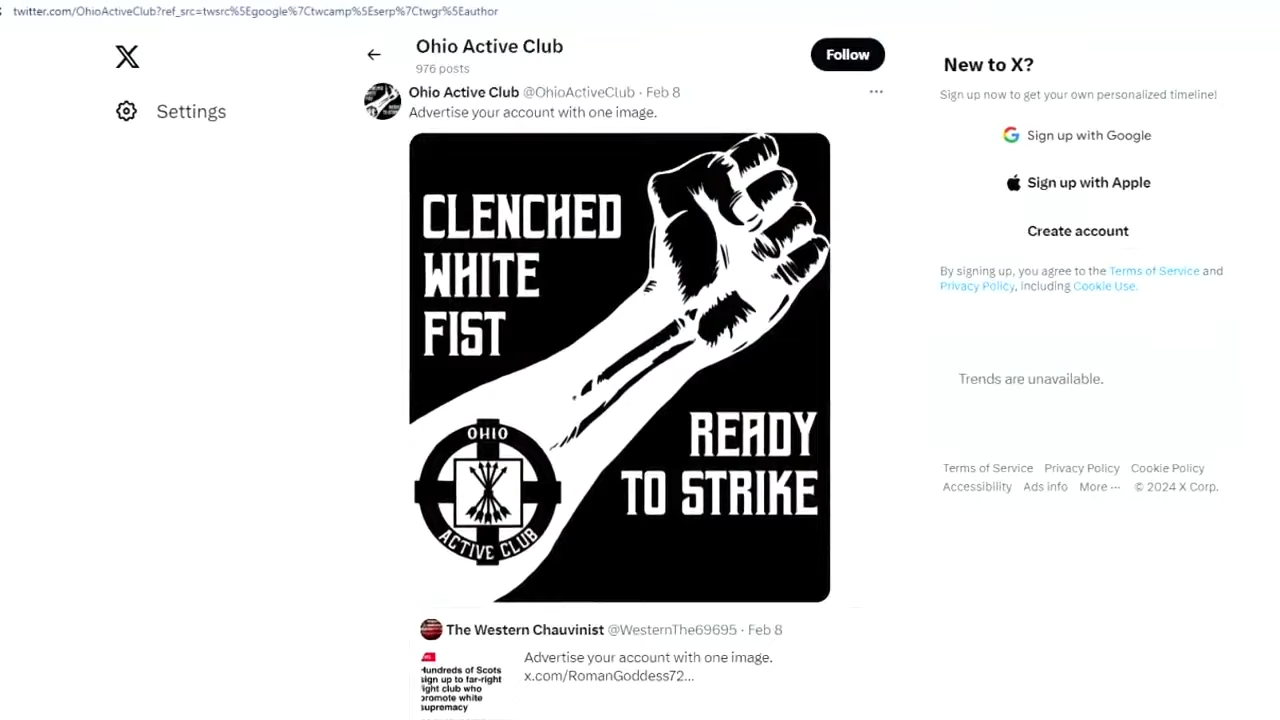 twitter.com/OhioActiveClub?ref_src=twsrc%5Egoogle%7Ctwcamp%5Eserp%7Ctwgr%5Eauthor
Ohio Active Club
976 posts
Follow
Settings
Ohio Active Club @OhioActiveClub · Feb 8
Advertise your account with one image.
CLENCHED
WHITE
FIST
READY
TO STRIKE
OHIO
ACTIVE CLUB
The Western Chauvinist @WesternThe69695 · Feb 8
Advertise your account with one image.
x.com/RomanGoddess72...
Hundreds of Scots
sign up to far-right
fight club who
promote white
supremacy
New to X?
Sign up now to get your own personalized timeline!
Sign up with Google
Sign up with Apple
Create account
By signing up, you agree to the Terms of Service and
Privacy Policy, including Cookie Use.
Trends are unavailable.
Terms of Service Privacy Policy Cookie Policy
Accessibility Ads info More ··· © 2024 X Corp.